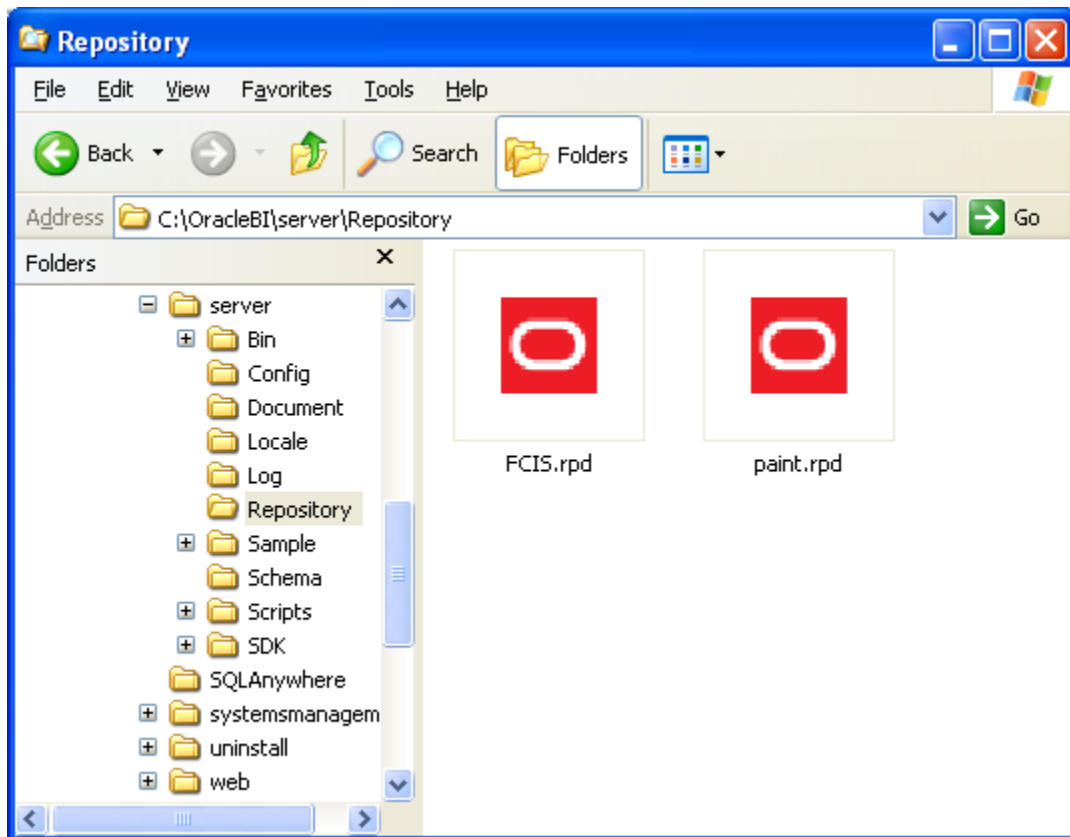 Repository
File Edit View Favorites Tools Help
Back Search Folders
Address C:\OracleBI\server\Repository Go
Folders
server
Bin
Config
Document
Locale
Log
Repository
Sample
Schema
Scripts
SDK
SQLAnywhere
systemsmanagem
uninstall
web
FCIS.rpd paint.rpd